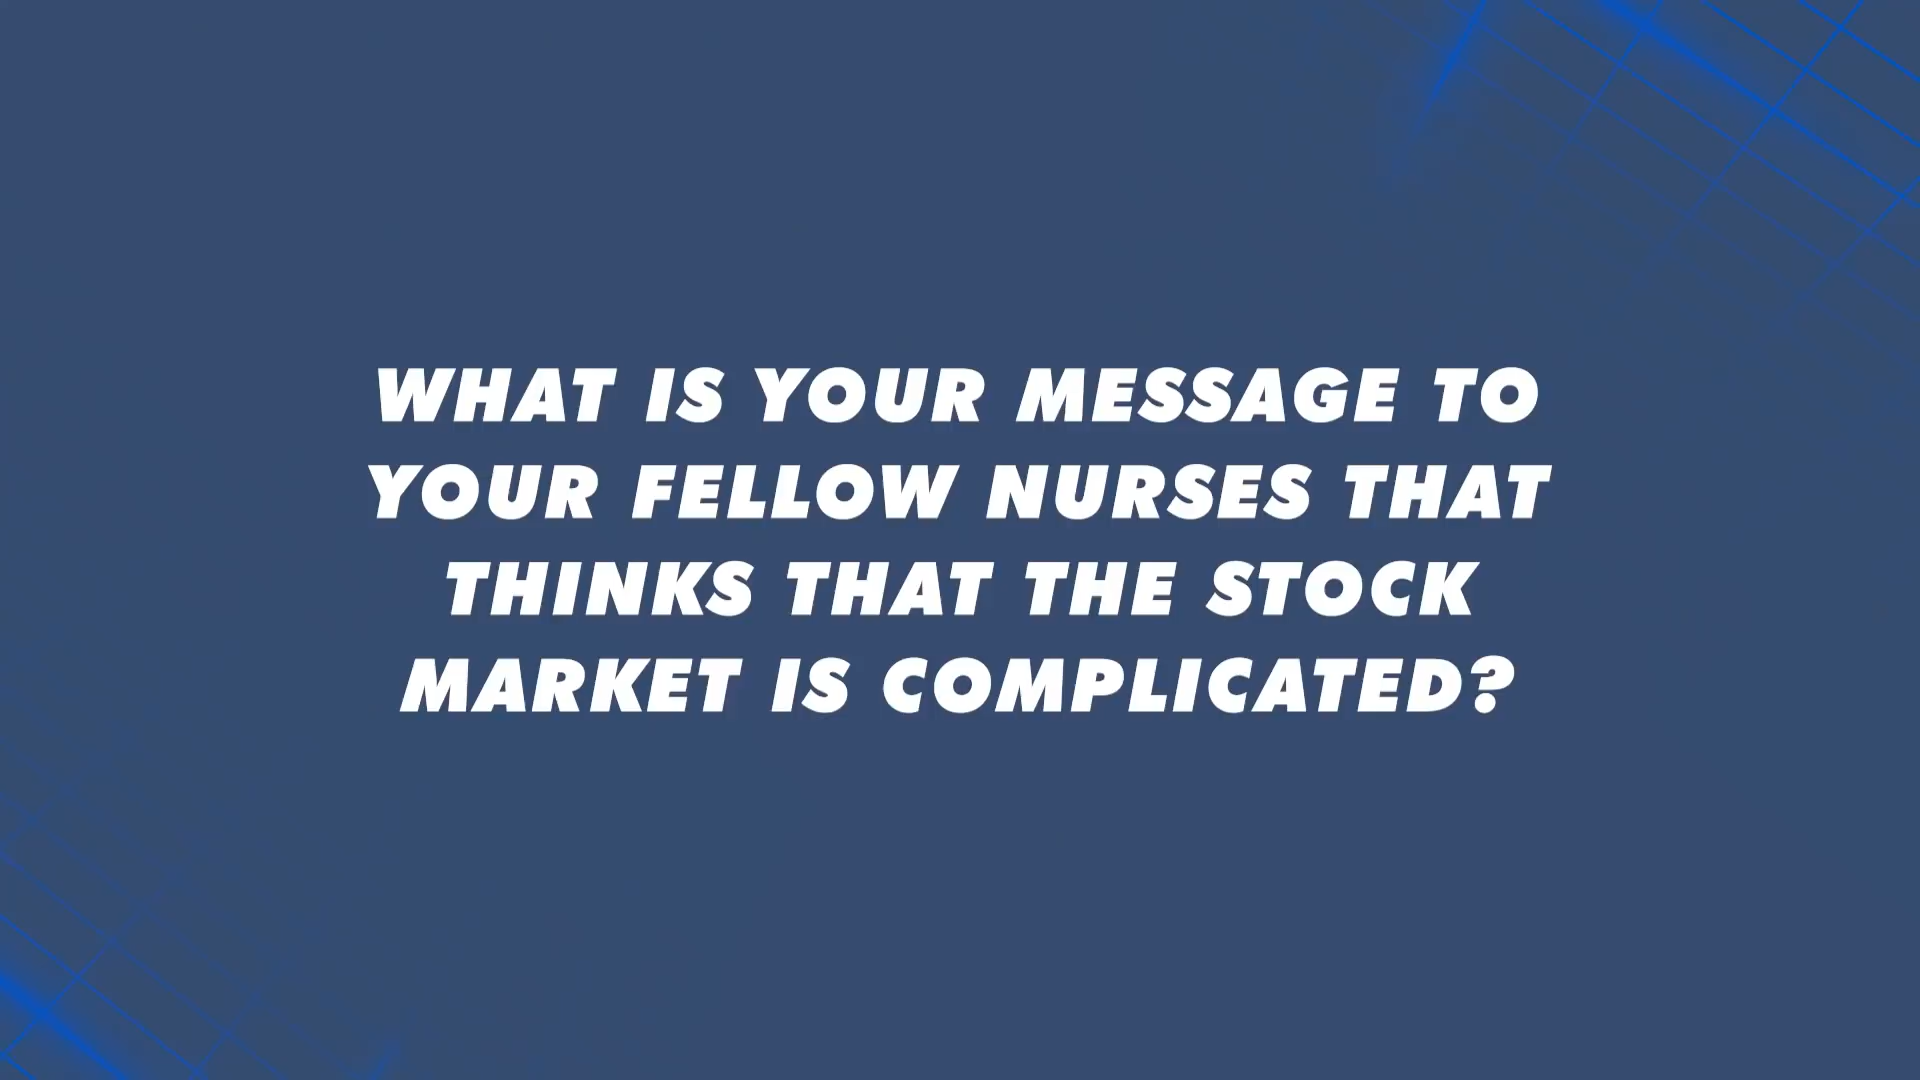 WHAT IS YOUR MESSAGE TO
YOUR FELLOW NURSES THAT
THINKS THAT THE STOCK
MARKET IS COMPLICATED?